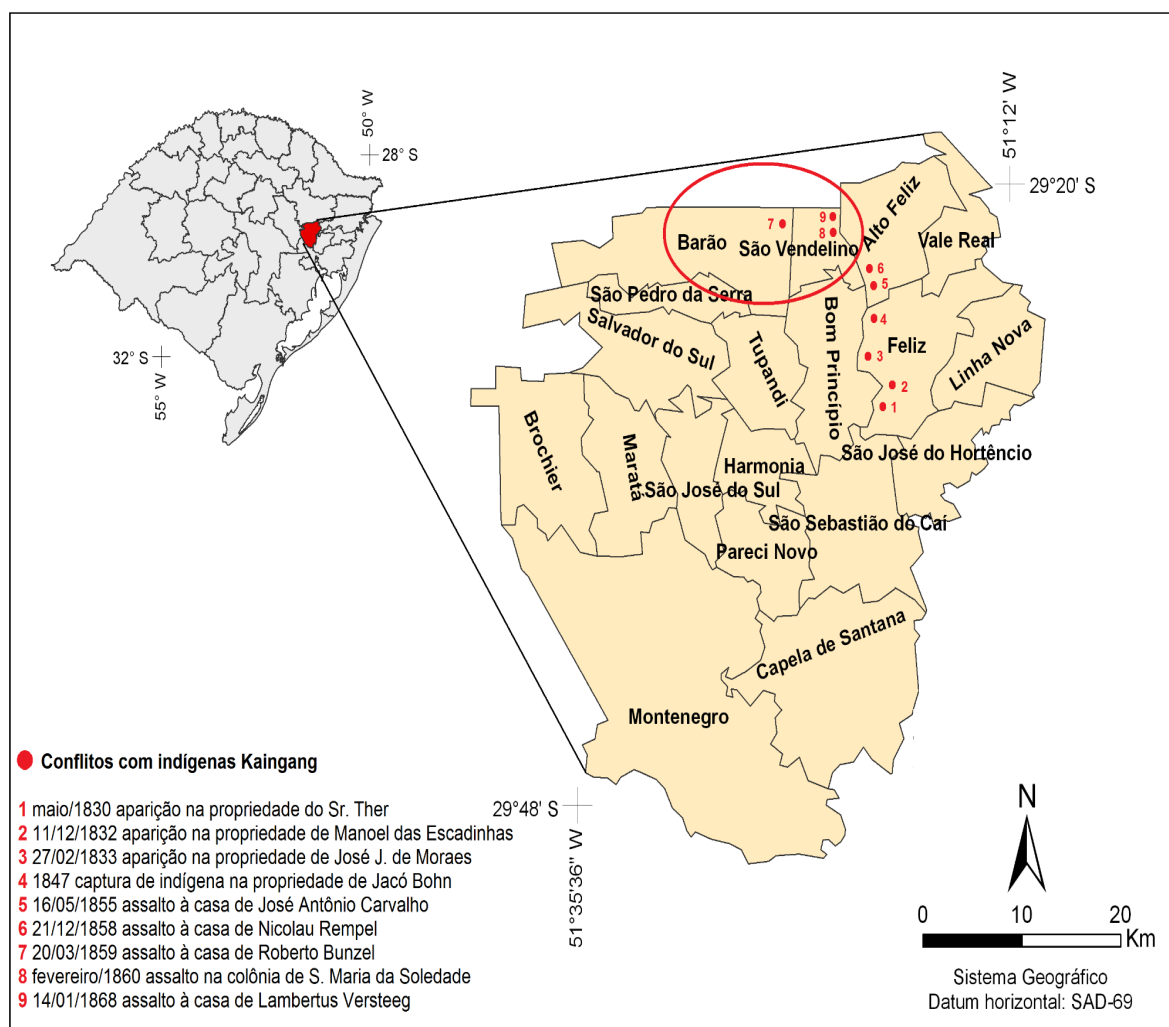 50° W
28° S
32° S
55° W
51°12' W
29°20' S
Barão
7
9
8
São Vendelino
Alto Feliz
Vale Real
6
5
São Pedro da Serra
Salvador do Sul
Tupandi
Bom Princípio
4
Feliz
3
Linha Nova
2
1
Brochier
Maratá
Harmonia
São José do Hortêncio
São José do Sul
São Sebastião do Caí
Pareci Novo
Capela de Santana
Montenegro
29°48' S
51°35'36" W
Conflitos com indígenas Kaingang
1 maio/1830 aparição na propriedade do Sr. Ther
2 11/12/1832 aparição na propriedade de Manoel das Escadinhas
3 27/02/1833 aparição na propriedade de José J. de Moraes
4 1847 captura de indígena na propriedade de Jacó Bohn
5 16/05/1855 assalto à casa de José Antônio Carvalho
6 21/12/1858 assalto à casa de Nicolau Rempel
7 20/03/1859 assalto à casa de Roberto Bunzel
8 fevereiro/1860 assalto na colônia de S. Maria da Soledade
9 14/01/1868 assalto à casa de Lambertus Versteeg
N
0 10 20
Km
Sistema Geográfico
Datum horizontal: SAD-69